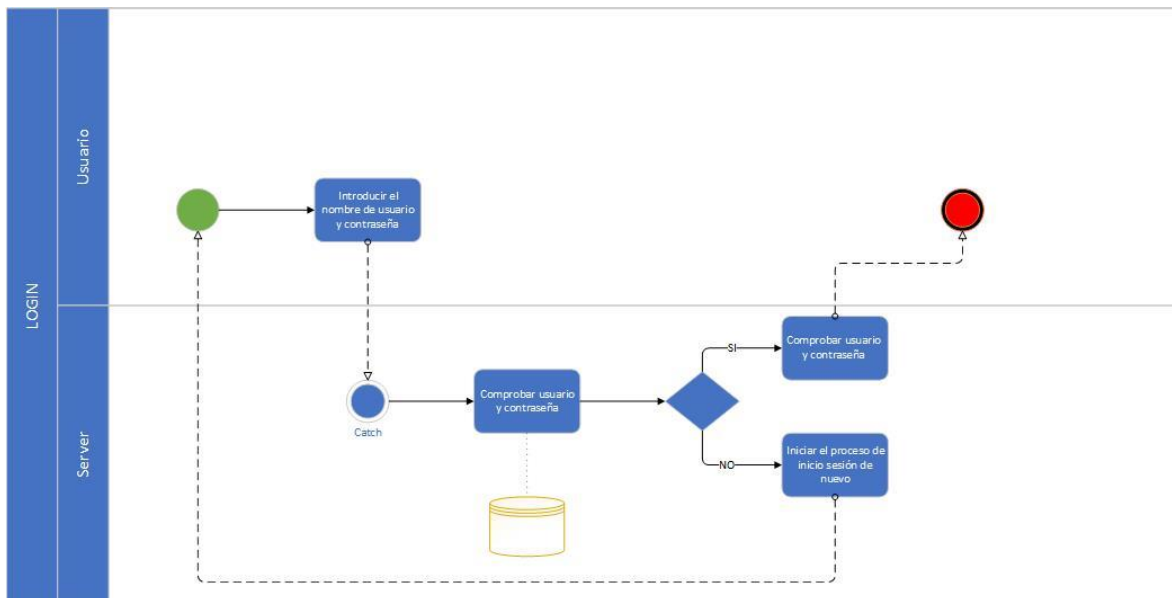 LOGIN
Usuario
Introducir el
nombre de usuario
y contraseña
Server
Catch
Comprobar usuario
y contraseña
SI
Comprobar usuario
y contraseña
NO
Iniciar el proceso de
inicio sesión de
nuevo